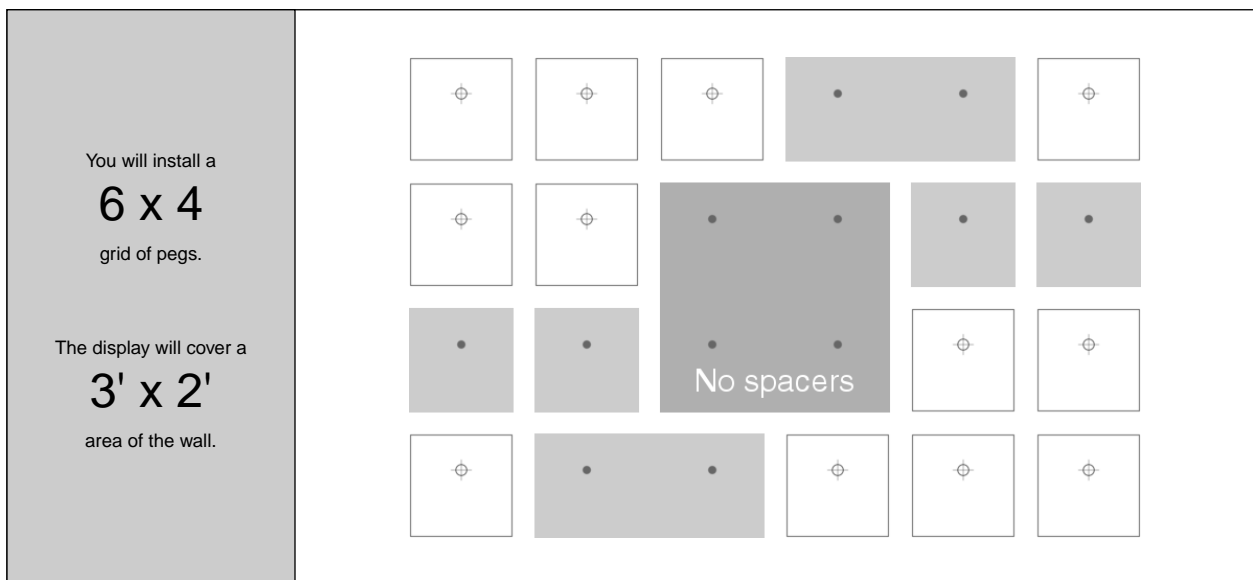 You will install a
6 x 4
grid of pegs.
The display will cover a
3' x 2'
area of the wall.
No spacers